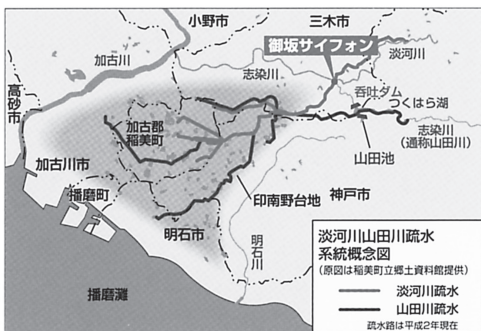 小野市
三木市
御坂サイフォン
淡河川
加古川
志染川
高砂市
呑吐ダム
つくはら湖
加古郡
稲美町
志染川
(通称山田川)
山田池
加古川市
印南野台地
神戸市
播磨町
明石市
明石川
播磨灘
淡河川山田川疏水
系統概念図
(原図は稲美町立郷土資料館提供)
淡河川疏水
山田川疏水
疏水路は平成2年現在